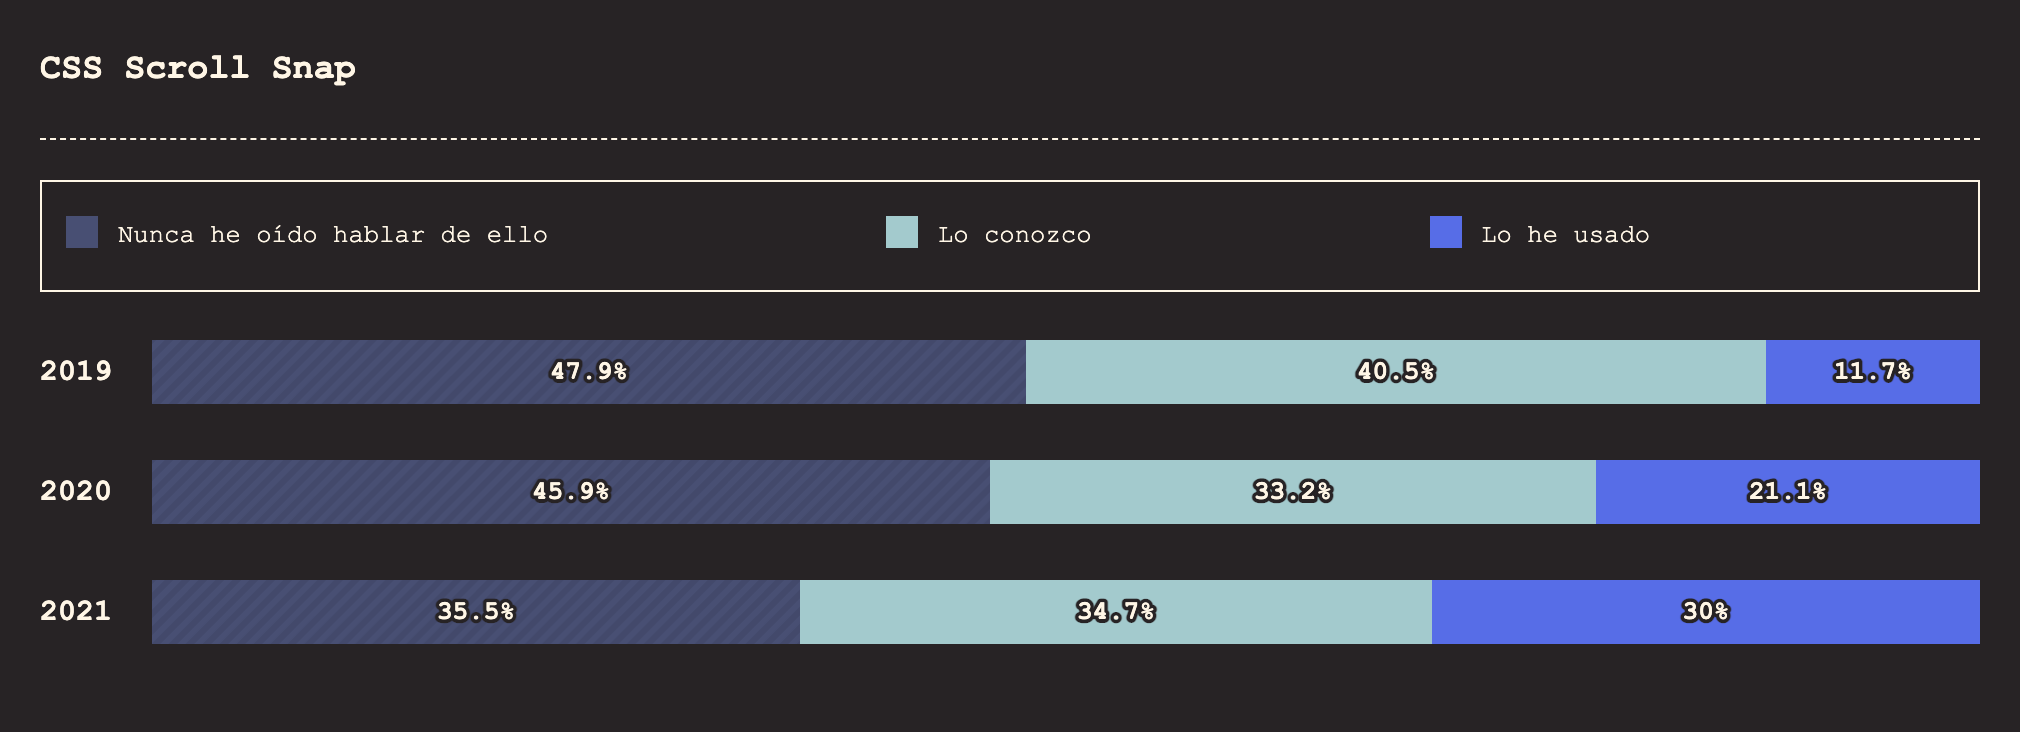 CSS Scroll Snap
Nunca he oído hablar de ello Lo conozco Lo he usado
2019 47.9% 40.5% 11.7%
2020 45.9% 33.2% 21.1%
2021 35.5% 34.7% 30%